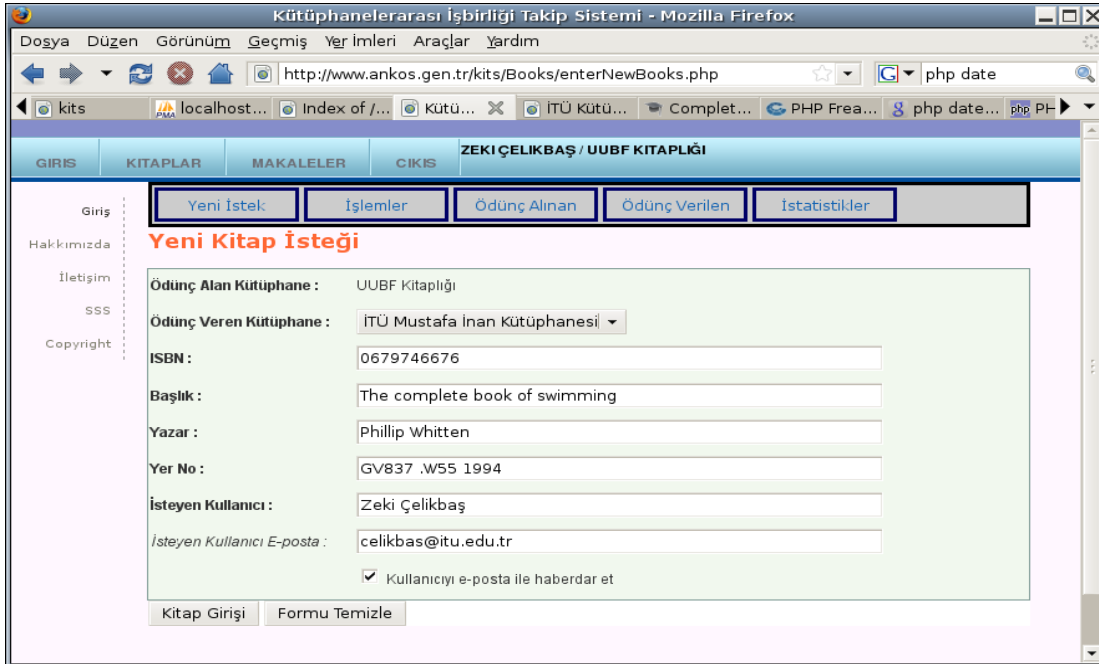 Kütüphanelerarası İşbirliği Takip Sistemi - Mozilla Firefox
Dosya Düzen Görünüm Geçmiş Yer İmleri Araçlar Yardım
http://www.ankos.gen.tr/kits/Books/enterNewBooks.php G php date
kits localhost... Index of /... Kütü... İTÜ Kütü... Complet... PHP Frea... php date... PH
ZEKI ÇELIKBAŞ / UUBF KITAPLIĞI
GIRIS KITAPLAR MAKALELER CIKIS
Yeni İstek İşlemler Ödünç Alınan Ödünç Verilen İstatistikler
Giriş
Hakkımızda
İletişim
SSS
Copyright
Yeni Kitap İsteği
Ödünç Alan Kütüphane : UUBF Kitaplığı
Ödünç Veren Kütüphane : İTÜ Mustafa İnan Kütüphanesi
ISBN : 0679746676
Başlık : The complete book of swimming
Yazar : Phillip Whitten
Yer No : GV837 .W55 1994
İsteyen Kullanıcı : Zeki Çelikbaş
İsteyen Kullanıcı E-posta : celikbas@itu.edu.tr
Kullanıcıyı e-posta ile haberdar et
Kitap Girişi Formu Temizle